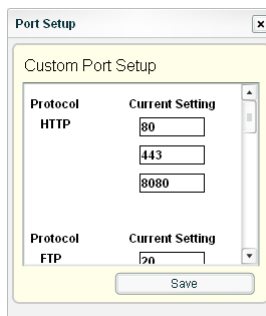 Port Setup
Custom Port Setup
Protocol Current Setting
HTTP 80
443
8080
Protocol Current Setting
FTP 20
Save